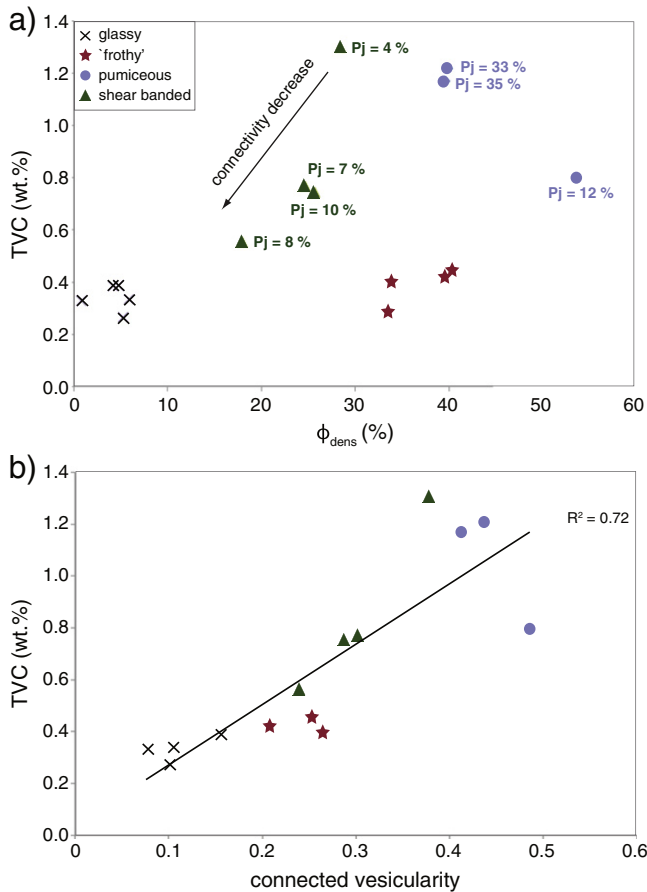 a)
1.4
1.2
1.0
0.8
0.6
0.4
0.2
0.0
TVC (wt.%)
glassy
`frothy'
pumiceous
shear banded
connectivity decrease
Pj = 4 %
Pj = 33 %
Pj = 35 %
Pj = 7 %
Pj = 10 %
Pj = 12 %
Pj = 8 %
0 10 20 30 40 50 60
ϕdens (%)
b)
1.4
1.2
1.0
0.8
0.6
0.4
0.2
0.0
TVC (wt.%)
R² = 0.72
0 0.1 0.2 0.3 0.4 0.5 0.6
connected vesicularity